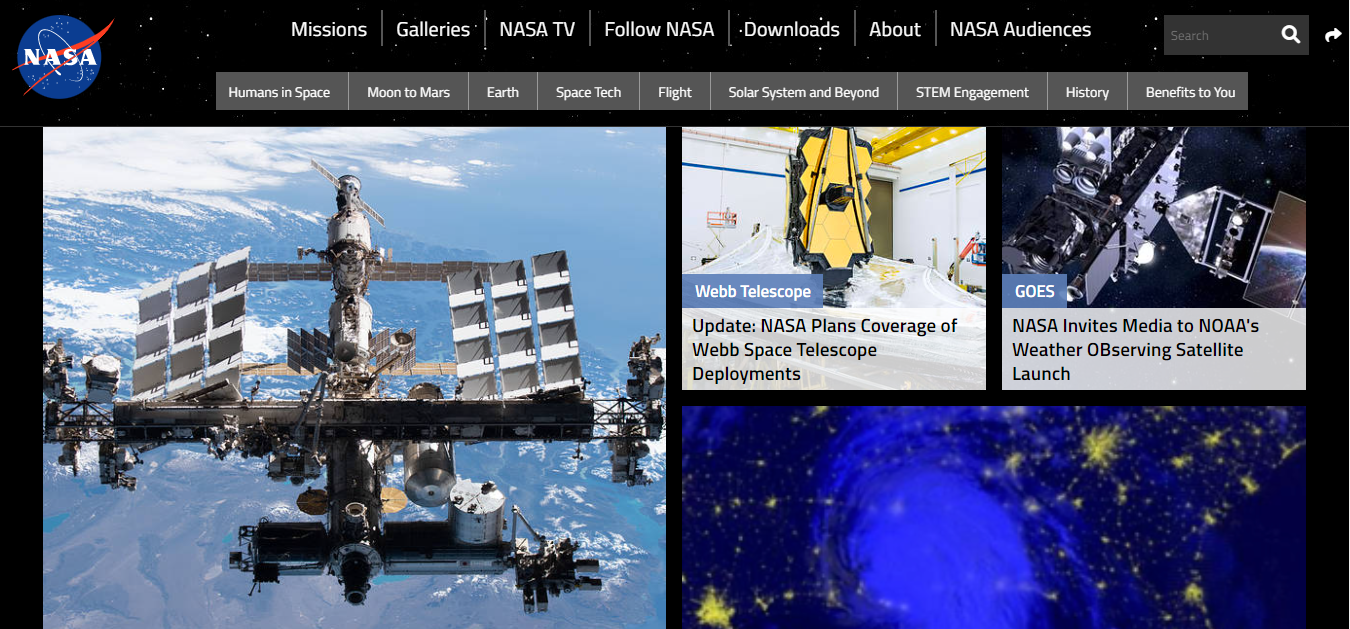 NASA
Missions
Galleries
NASA TV
Follow NASA
Downloads
About
NASA Audiences
Search
Humans in Space
Moon to Mars
Earth
Space Tech
Flight
Solar System and Beyond
STEM Engagement
History
Benefits to You
Webb Telescope
Update: NASA Plans Coverage of
Webb Space Telescope
Deployments
GOES
NASA Invites Media to NOAA's
Weather OBserving Satellite
Launch